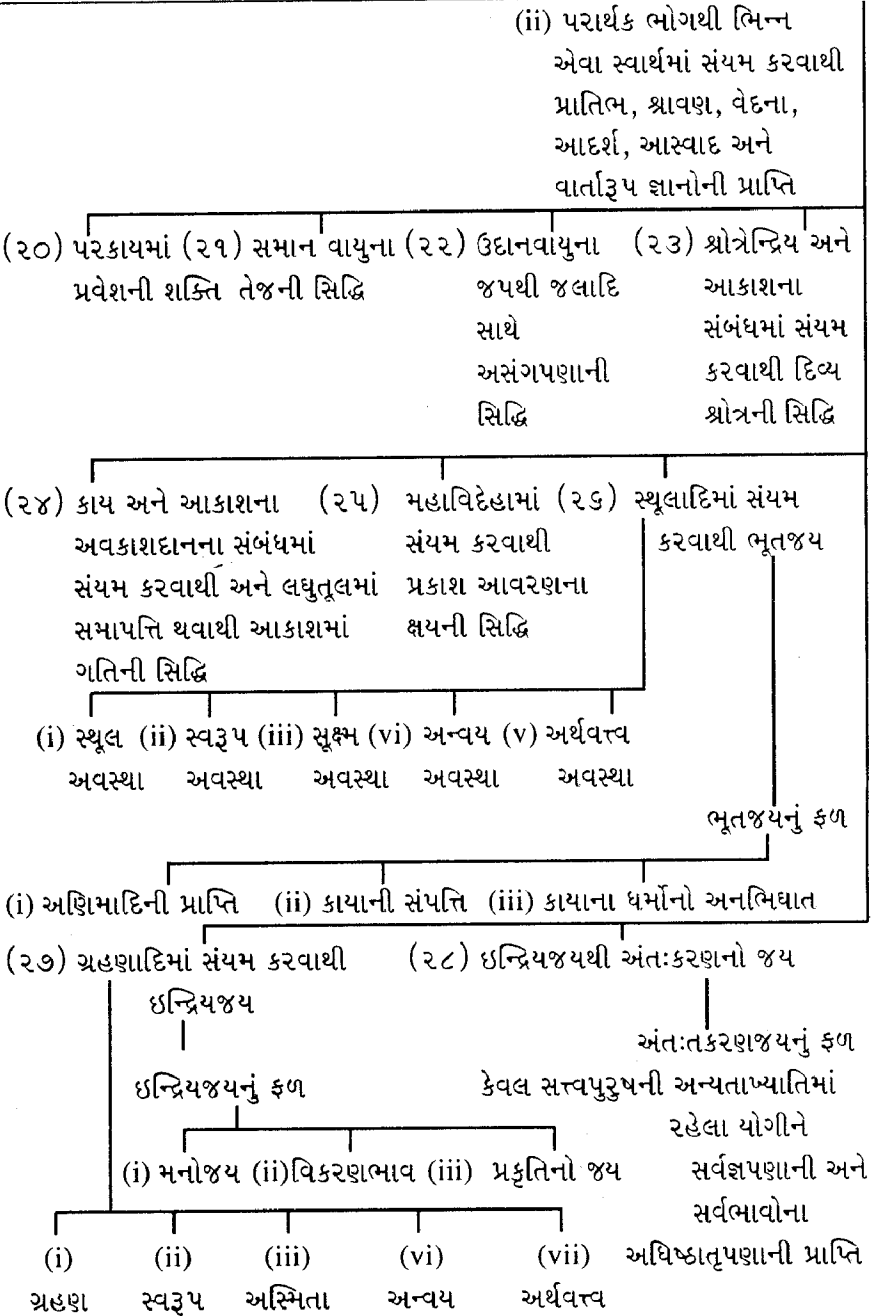 (ii) પરાર્થક ભોગથી ભિન્ન
એવા સ્વાર્થમાં સંયમ કરવાથી
પ્રાતિભ, શ્રાવણ, વેદના,
આદર્શ, આસ્વાદ અને
વાર્તારૂપ જ્ઞાનોની પ્રાપ્તિ
(૨૦) પરકાયમાં
પ્રવેશની શક્તિ
(૨૧) સમાન વાયુના
તેજની સિદ્ધિ
(૨૨) ઉદાનવાયુના
જપથી જલાદિ
સાથે
અસંગપણાની
સિદ્ધિ
(૨૩) શ્રોત્રેન્દ્રિય અને
આકાશના
સંબંધમાં સંયમ
કરવાથી દિવ્ય
શ્રોત્રની સિદ્ધિ
(૨૪) કાય અને આકાશના
અવકાશદાનના સંબંધમાં
સંયમ કરવાથી અને લઘુતૂલમાં
સમાપત્તિ થવાથી આકાશમાં
ગતિની સિદ્ધિ
(૨૫) મહાવિદેહામાં
સંયમ કરવાથી
પ્રકાશ આવરણના
ક્ષયની સિદ્ધિ
(૨૬) સ્થૂલાદિમાં સંયમ
કરવાથી ભૂતજય
(i) સ્થૂલ
અવસ્થા
(ii) સ્વરૂપ
અવસ્થા
(iii) સૂક્ષ્મ
અવસ્થા
(vi) અન્વય
અવસ્થા
(v) અર્થવત્ત્વ
અવસ્થા
ભૂતજયનું ફળ
(i) અણિમાદિની પ્રાપ્તિ
(ii) કાયાની સંપત્તિ
(iii) કાયાના ધર્મોનો અનભિઘાત
(૨૭) ગ્રહણાદિમાં સંયમ કરવાથી
ઇન્દ્રિયજય
ઇન્દ્રિયજયનું ફળ
(i) મનોજય
(ii)વિકરણભાવ
(iii) પ્રકૃતિનો જય
(i)
ગ્રહણ
(ii)
સ્વરૂપ
(iii)
અસ્મિતા
(vi)
અન્વય
(vii)
અર્થવત્ત્વ
(૨૮) ઇન્દ્રિયજયથી અંતઃકરણનો જય
અંતઃતકરણજયનું ફળ
કેવલ સત્ત્વપુરુષની અન્યતાખ્યાતિમાં
રહેલા યોગીને
સર્વજ્ઞપણાની અને
સર્વભાવોના
અધિષ્ઠાતૃપણાની પ્રાપ્તિ